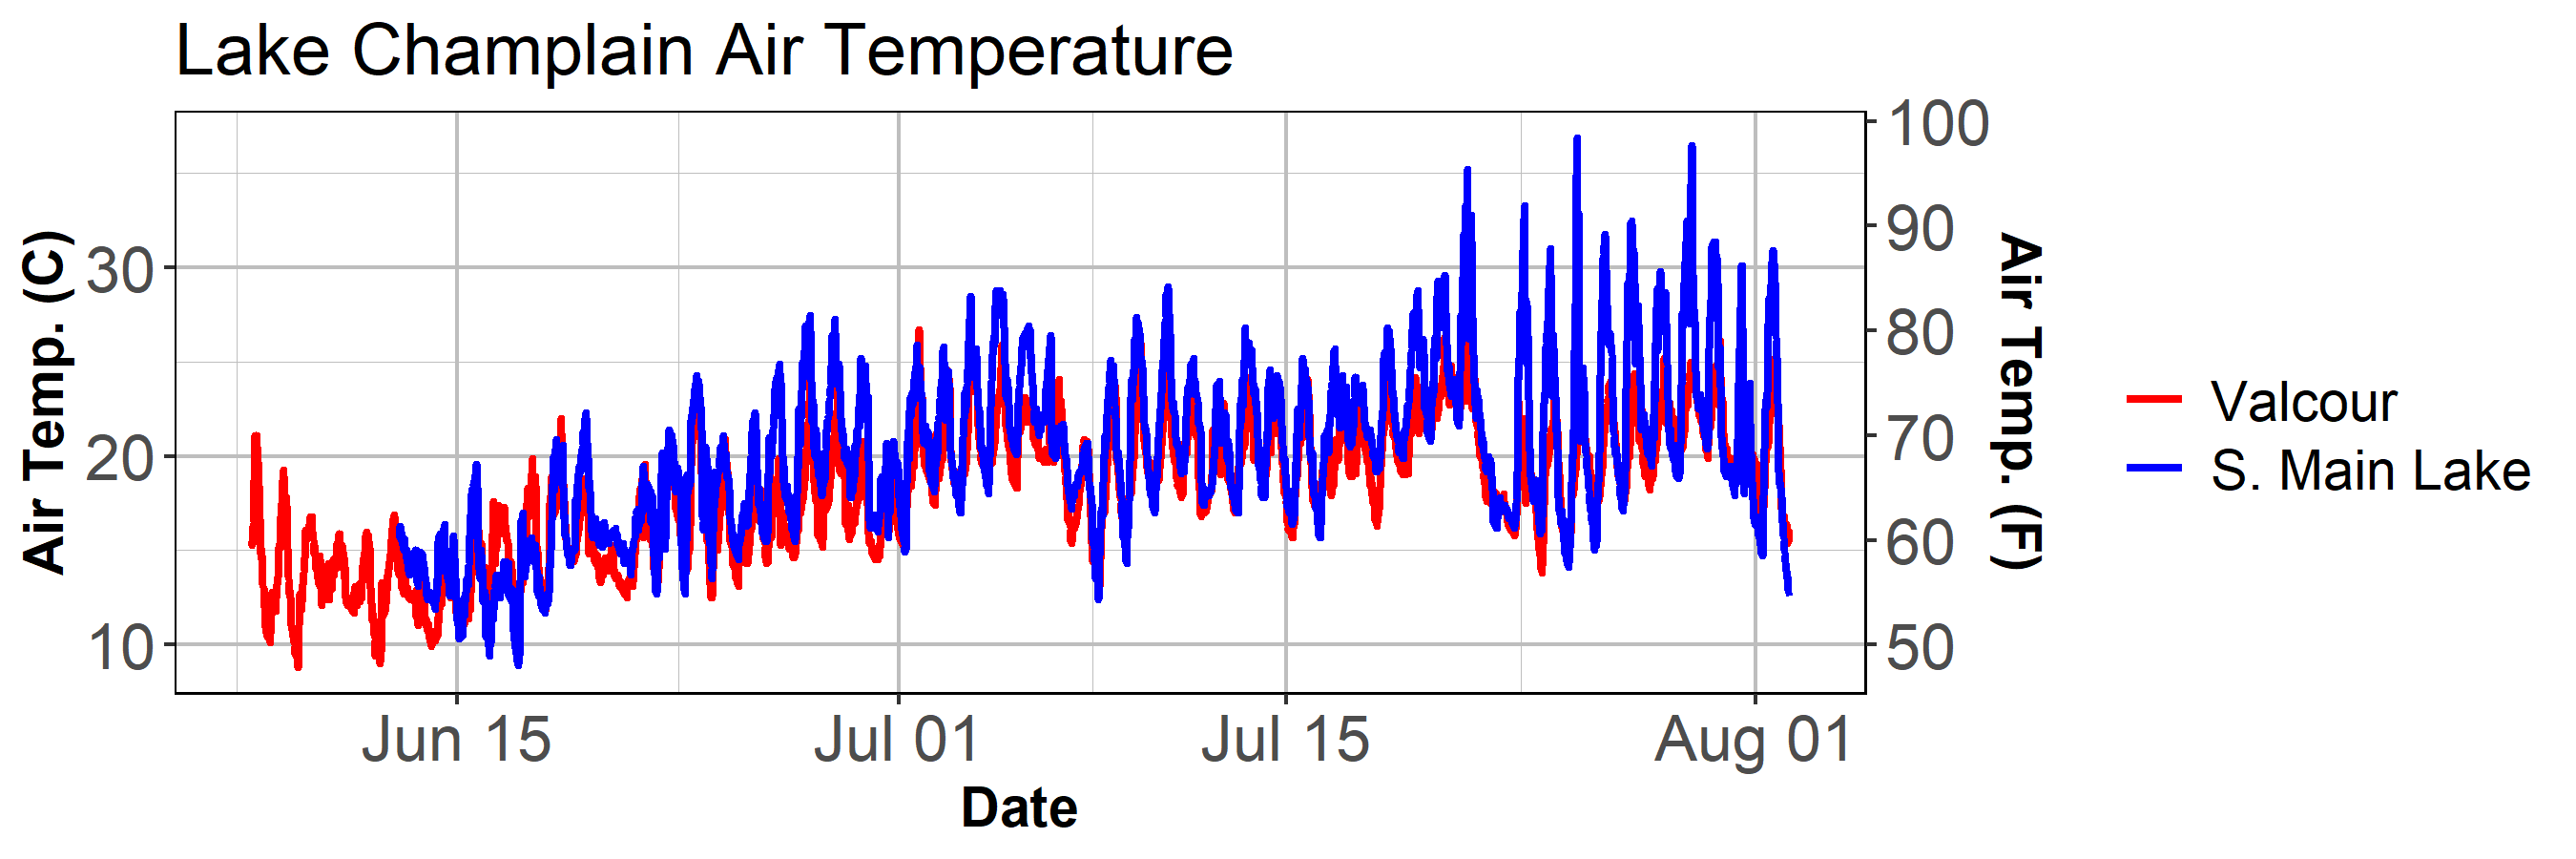 Lake Champlain Air Temperature
Air Temp. (C)
30
20
10
100
90
80
70
60
50
Air Temp. (F)
Jun 15
Jul 01
Jul 15
Aug 01
Date
Valcour
S. Main Lake